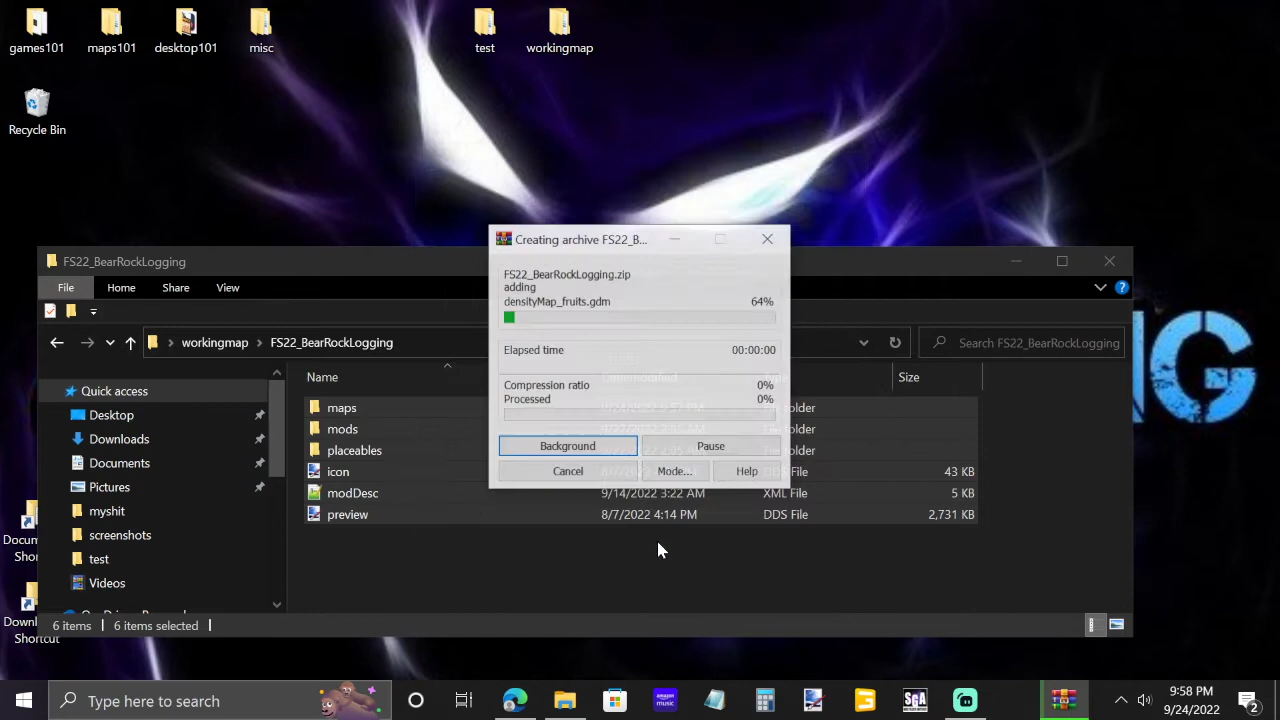 games101
maps101
desktop101
misc
test
workingmap
Recycle Bin
Creating archive FS22_B...
FS22_BearRockLogging.zip
adding
densityMap_fruits.gdm 64%
Elapsed time 00:00:00
Compression ratio 0%
Processed 0%
Background
Pause
Cancel
Mode...
Help
FS22_BearRockLogging
File
Home
Share
View
workingmap
FS22_BearRockLogging
Search FS22_BearRockLogging
Name
Size
Quick access
Desktop
Downloads
Documents
Pictures
myshit
screenshots
test
Videos
maps
mods
placeables
icon 43 KB
modDesc 9/14/2022 3:22 AM XML File 5 KB
preview 8/7/2022 4:14 PM DDS File 2,731 KB
6 items
6 items selected
NG
Type here to search
amazon music
SGA
9:58 PM
9/24/2022
2